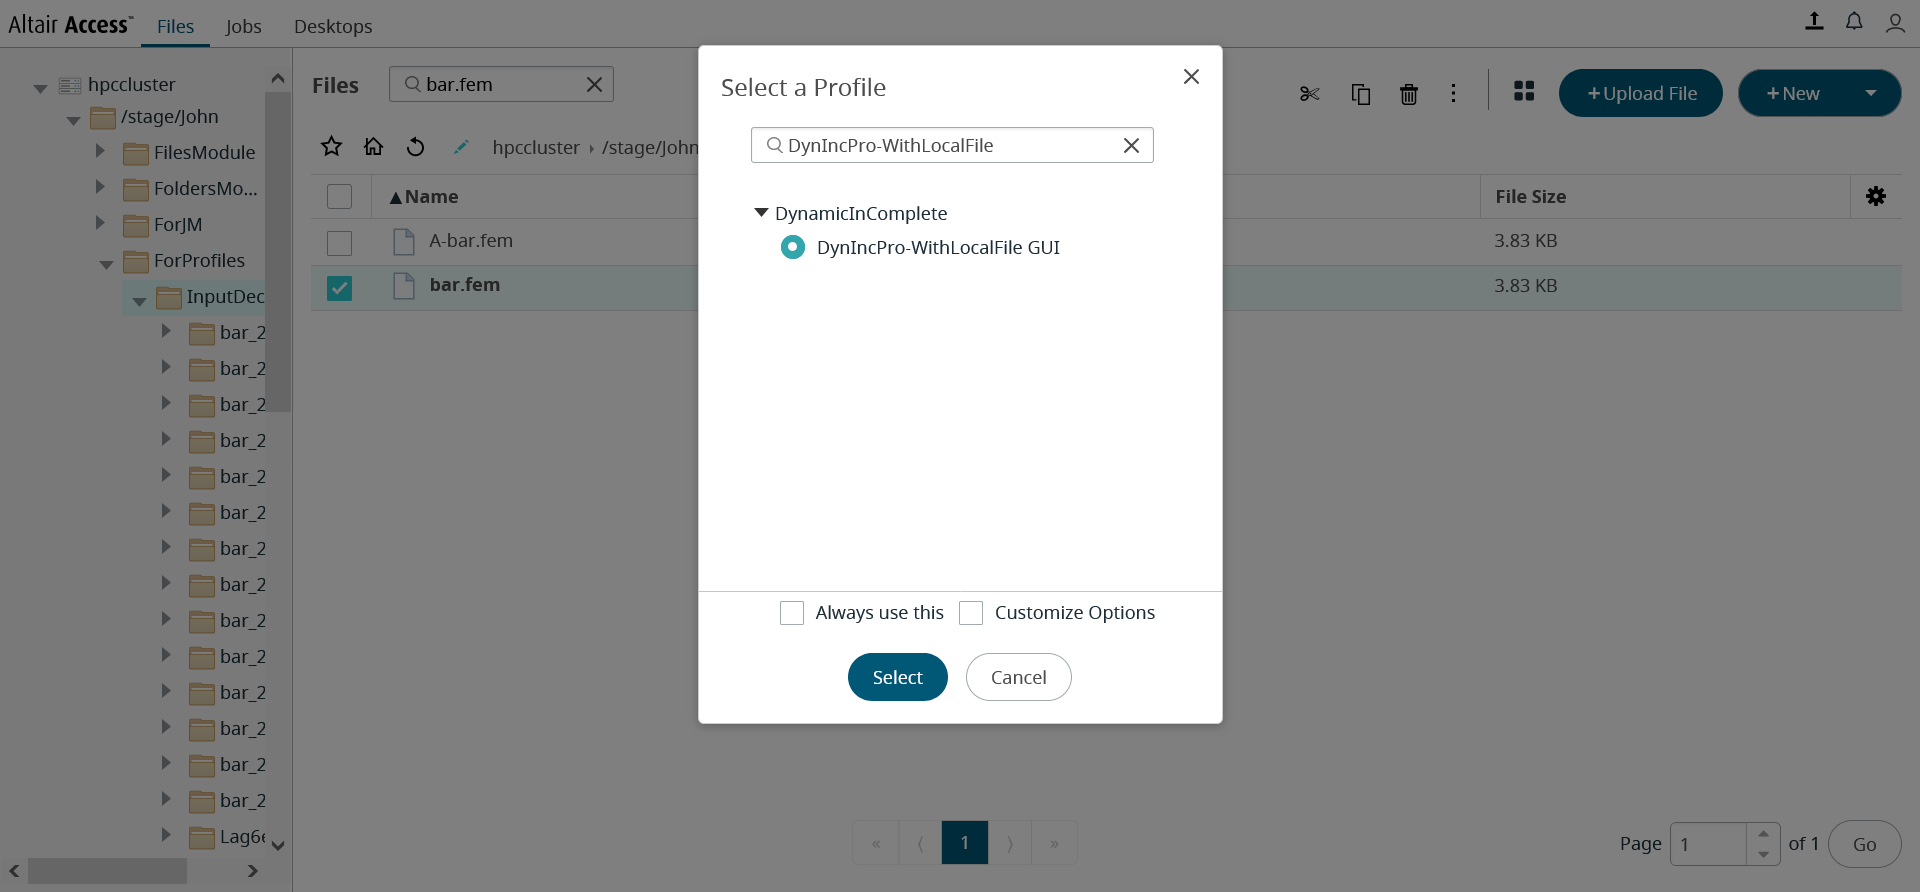 Altair Access™ Files Jobs Desktops
hpccluster
/stage/John
FilesModule
FoldersMo...
ForJM
ForProfiles
InputDec
bar_2
bar_2
bar_2
bar_2
bar_2
bar_2
bar_2
bar_2
bar_2
bar_2
bar_2
bar_2
bar_2
bar_2
Lag6e
Files bar.fem
+Upload File +New
hpccluster › /stage/John
Name File Size
A-bar.fem 3.83 KB
bar.fem 3.83 KB
Select a Profile
DynIncPro-WithLocalFile
DynamicInComplete
DynIncPro-WithLocalFile GUI
Always use this Customize Options
Select Cancel
« ⟨ 1 ⟩ »
Page 1 of 1 Go